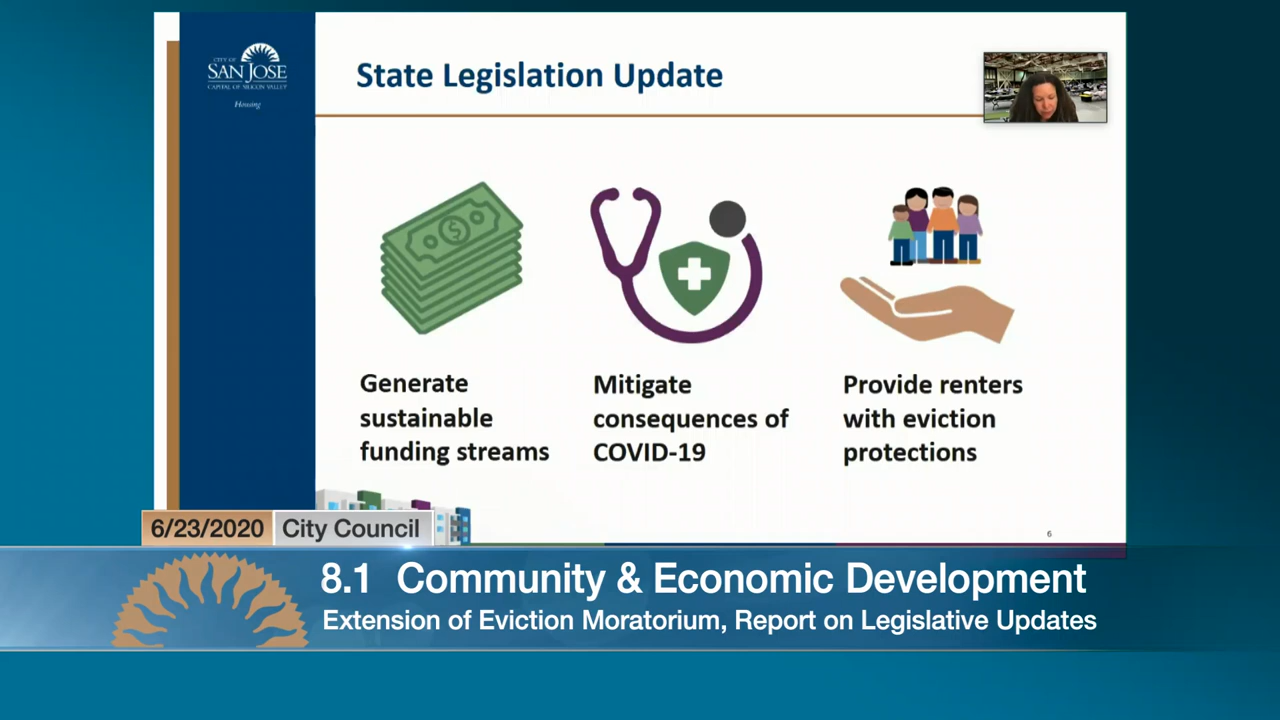 CITY OF
SAN JOSE
CAPITAL OF SILICON VALLEY
Housing
State Legislation Update
$
Generate
sustainable
funding streams
Mitigate
consequences of
COVID-19
Provide renters
with eviction
protections
6
6/23/2020 City Council
8.1 Community & Economic Development
Extension of Eviction Moratorium, Report on Legislative Updates